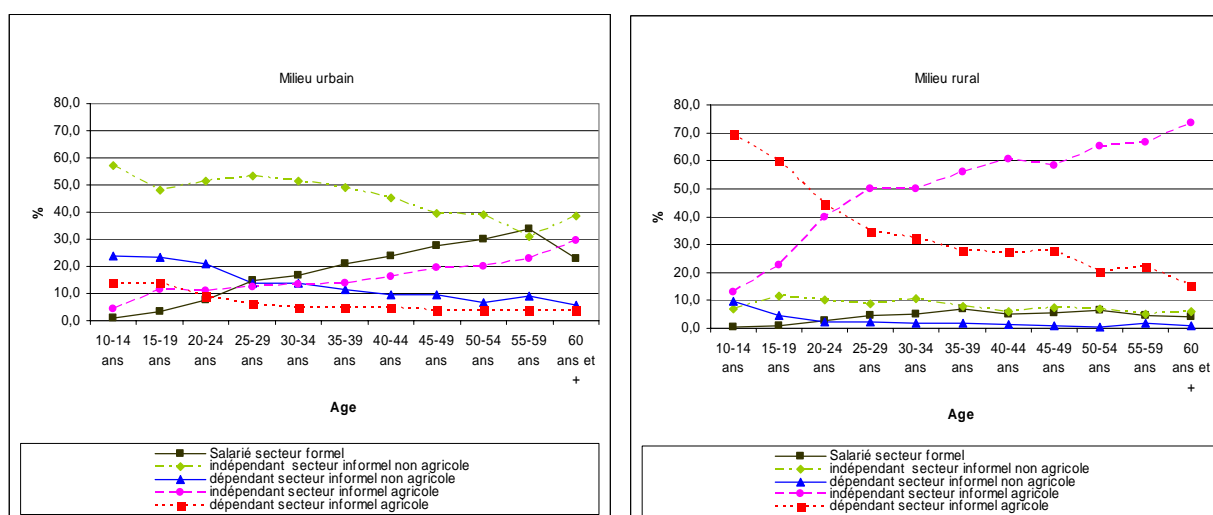 Milieu urbain
80,0
70,0
60,0
50,0
40,0
30,0
20,0
10,0
0,0
%
10-14 15-19 20-24 25-29 30-34 35-39 40-44 45-49 50-54 55-59 60
ans ans ans ans ans ans ans ans ans ans ans et
+
Age
Salarié secteur formel
indépendant secteur informel non agricole
dépendant secteur informel non agricole
indépendant secteur informel agricole
dépendant secteur informel agricole
Milieu rural
80,0
70,0
60,0
50,0
40,0
30,0
20,0
10,0
0,0
%
10-14 15-19 20-24 25-29 30-34 35-39 40-44 45-49 50-54 55-59 60
ans ans ans ans ans ans ans ans ans ans ans et
+
Age
Salarié secteur formel
indépendant secteur informel non agricole
dépendant secteur informel non agricole
indépendant secteur informel agricole
dépendant secteur informel agricole